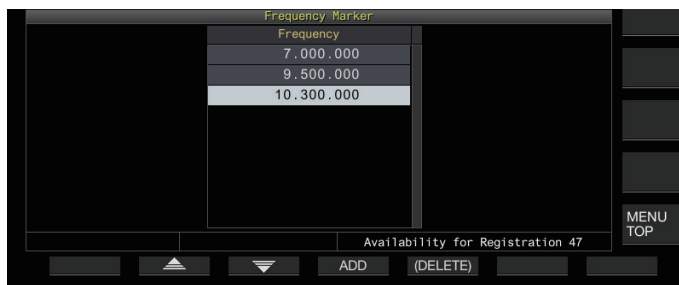 Frequency Marker
Frequency
7.000.000
9.500.000
10.300.000
MENU
TOP
Availability for Registration 47
ADD (DELETE)